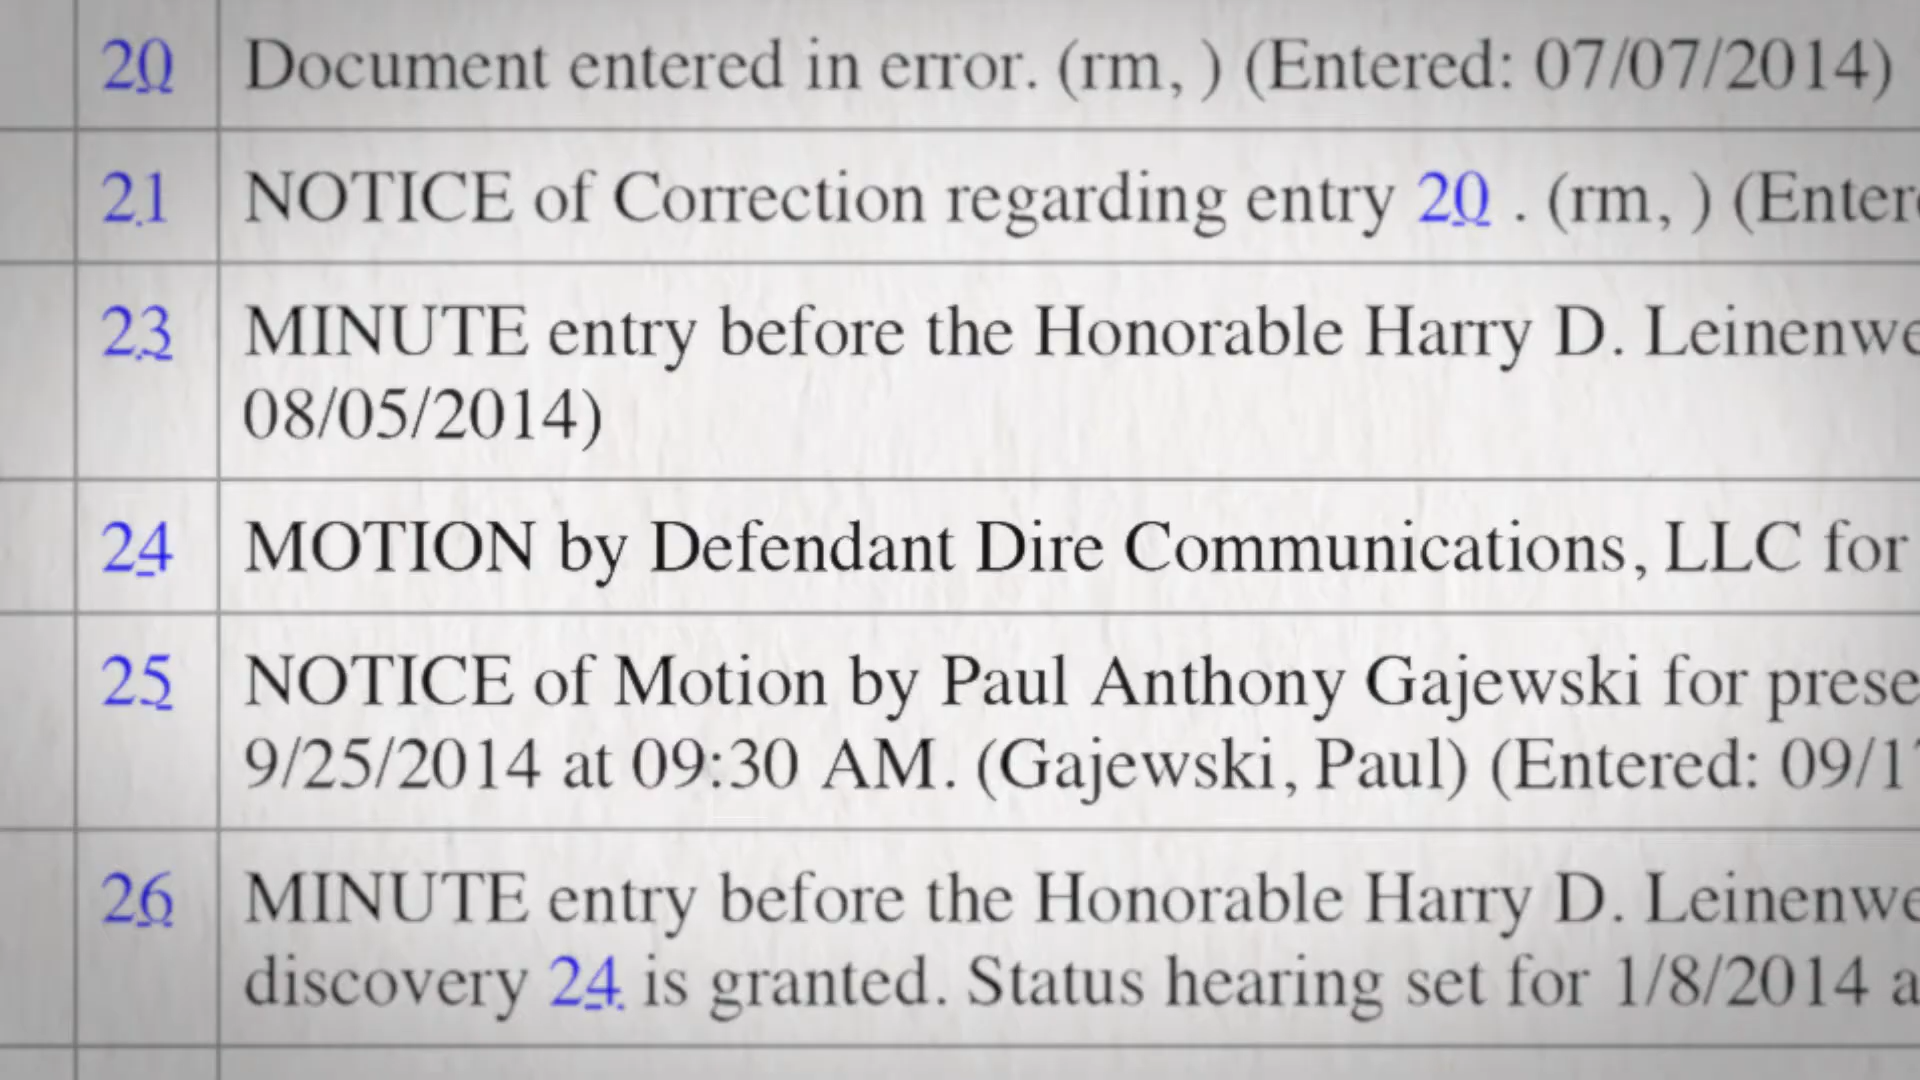 20 Document entered in error. (rm, ) (Entered: 07/07/2014)
21 NOTICE of Correction regarding entry 20 . (rm, ) (Enter
23 MINUTE entry before the Honorable Harry D. Leinenwe
08/05/2014)
24 MOTION by Defendant Dire Communications, LLC for
25 NOTICE of Motion by Paul Anthony Gajewski for prese
9/25/2014 at 09:30 AM. (Gajewski, Paul) (Entered: 09/1
26 MINUTE entry before the Honorable Harry D. Leinenwe
discovery 24 is granted. Status hearing set for 1/8/2014 a